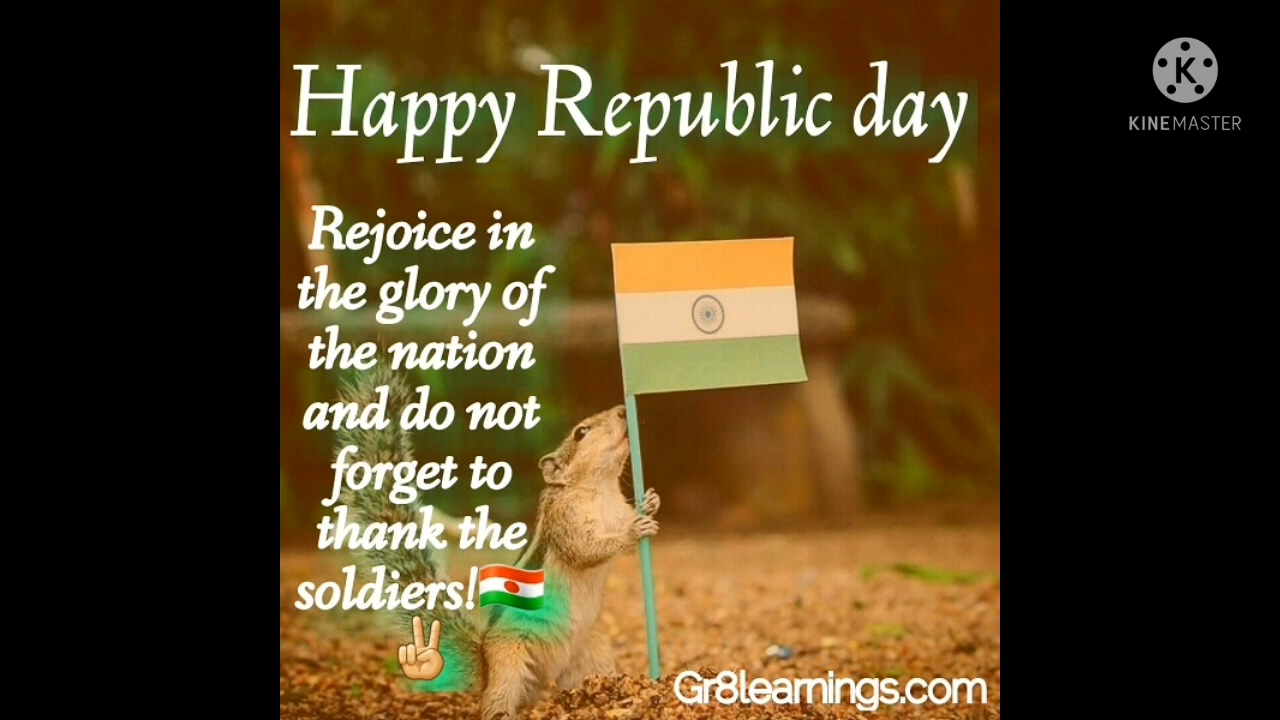 Happy Republic day
Rejoice in
the glory of
the nation
and do not
forget to
thank the
soldiers!🇳🇪
✌🏼
Gr8learnings.com
K
KINEMASTER